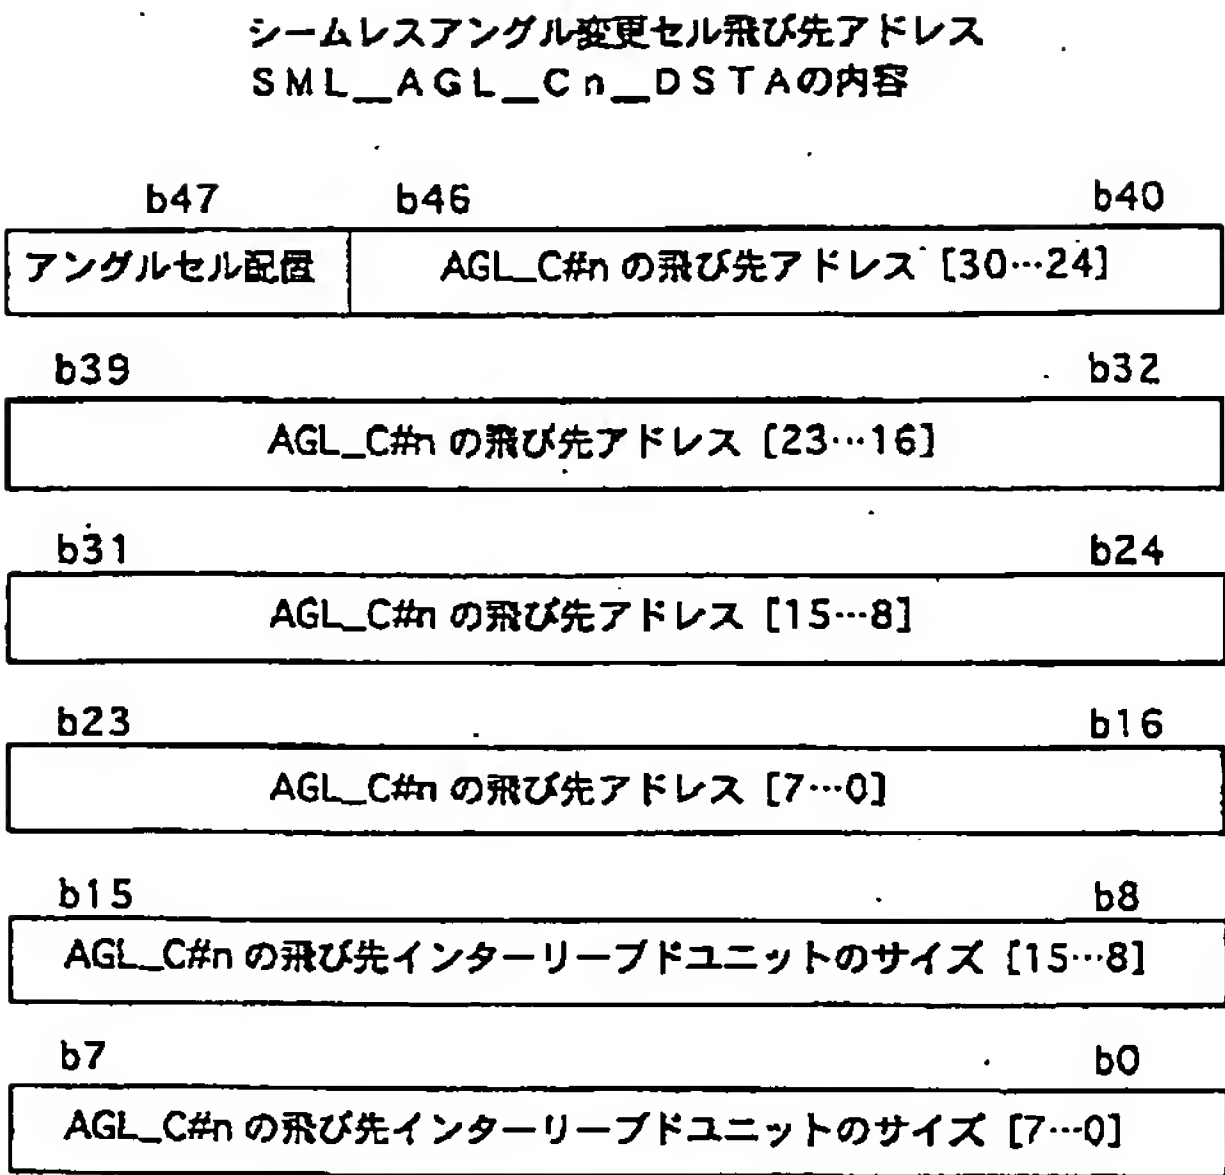 シームレスアングル変更セル飛び先アドレス
SML__AGL__Cn__DSTAの内容
b47 b46 b40
アングルセル配置 AGL_C#n の飛び先アドレス [30…24]
b39 b32
AGL_C#n の飛び先アドレス [23…16]
b31 b24
AGL_C#n の飛び先アドレス [15…8]
b23 b16
AGL_C#n の飛び先アドレス [7…0]
b15 b8
AGL_C#n の飛び先インターリーブドユニットのサイズ [15…8]
b7 b0
AGL_C#n の飛び先インターリーブドユニットのサイズ [7…0]